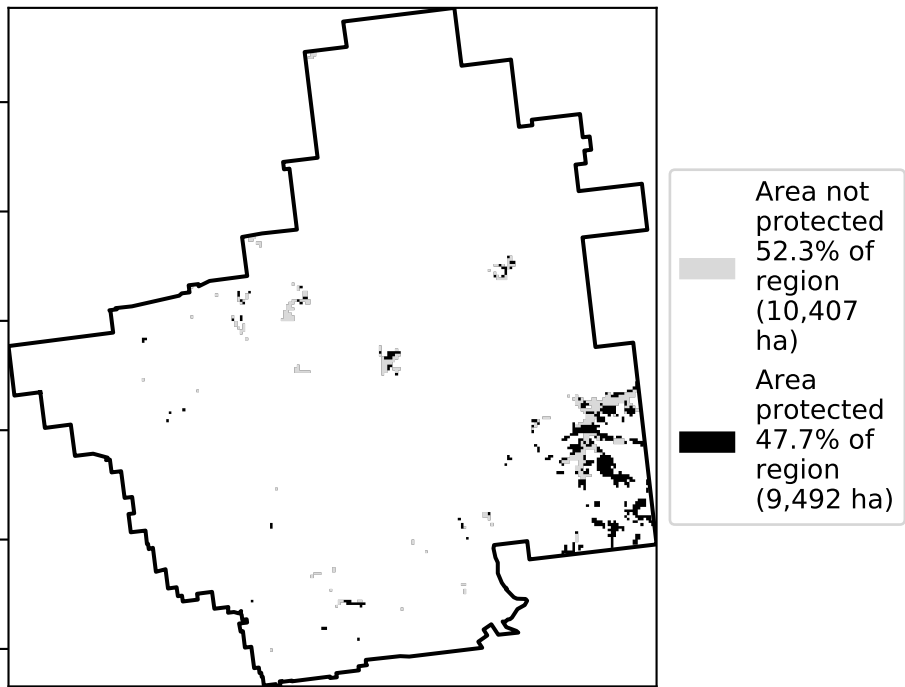 Area not
protected
52.3% of
region
(10,407
ha)
Area
protected
47.7% of
region
(9,492 ha)